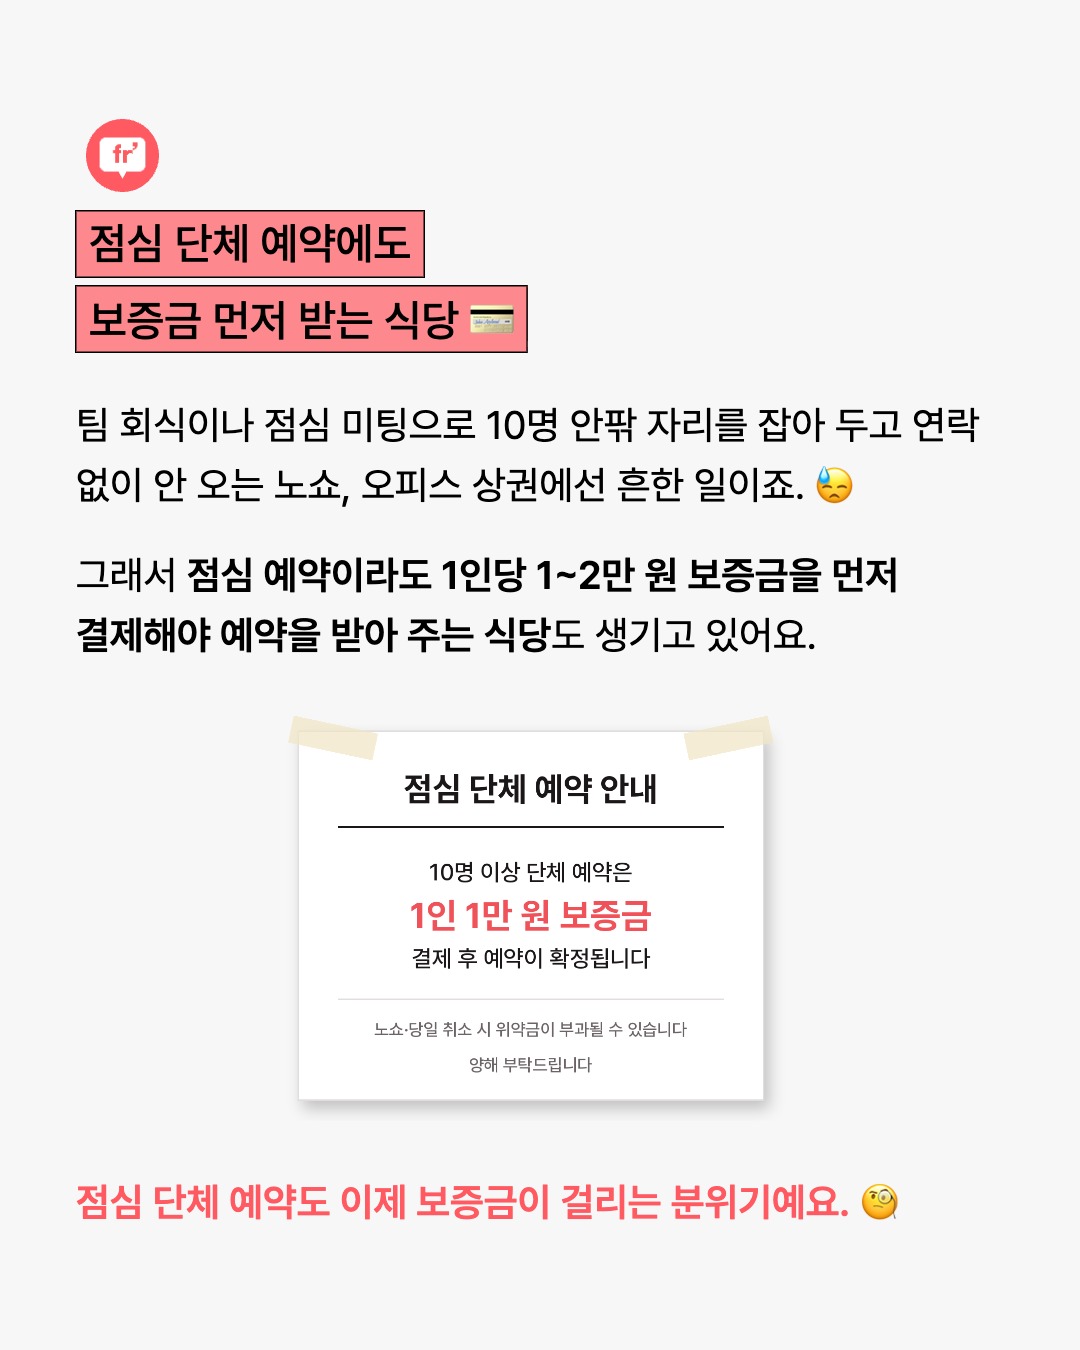 fr’
점심 단체 예약에도
보증금 먼저 받는 식당
팀 회식이나 점심 미팅으로 10명 안팎 자리를 잡아 두고 연락
없이 안 오는 노쇼, 오피스 상권에선 흔한 일이죠. 😓
그래서 점심 예약이라도 1인당 1~2만 원 보증금을 먼저
결제해야 예약을 받아 주는 식당도 생기고 있어요.
점심 단체 예약 안내
10명 이상 단체 예약은
1인 1만 원 보증금
결제 후 예약이 확정됩니다
노쇼·당일 취소 시 위약금이 부과될 수 있습니다
양해 부탁드립니다
점심 단체 예약도 이제 보증금이 걸리는 분위기예요. 🧐